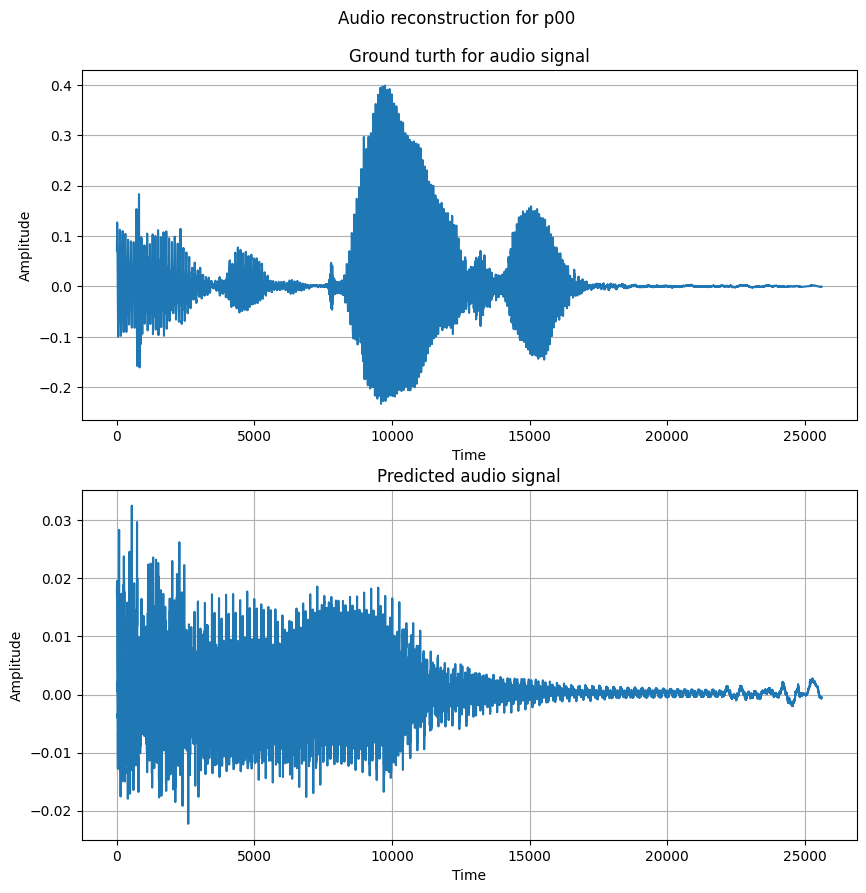 Audio reconstruction for p00
Ground turth for audio signal
0.4
0.3
0.2
0.1
0.0
−0.1
−0.2
Amplitude
0 5000 10000 15000 20000 25000
Time
Predicted audio signal
0.03
0.02
0.01
0.00
−0.01
−0.02
Amplitude
0 5000 10000 15000 20000 25000
Time